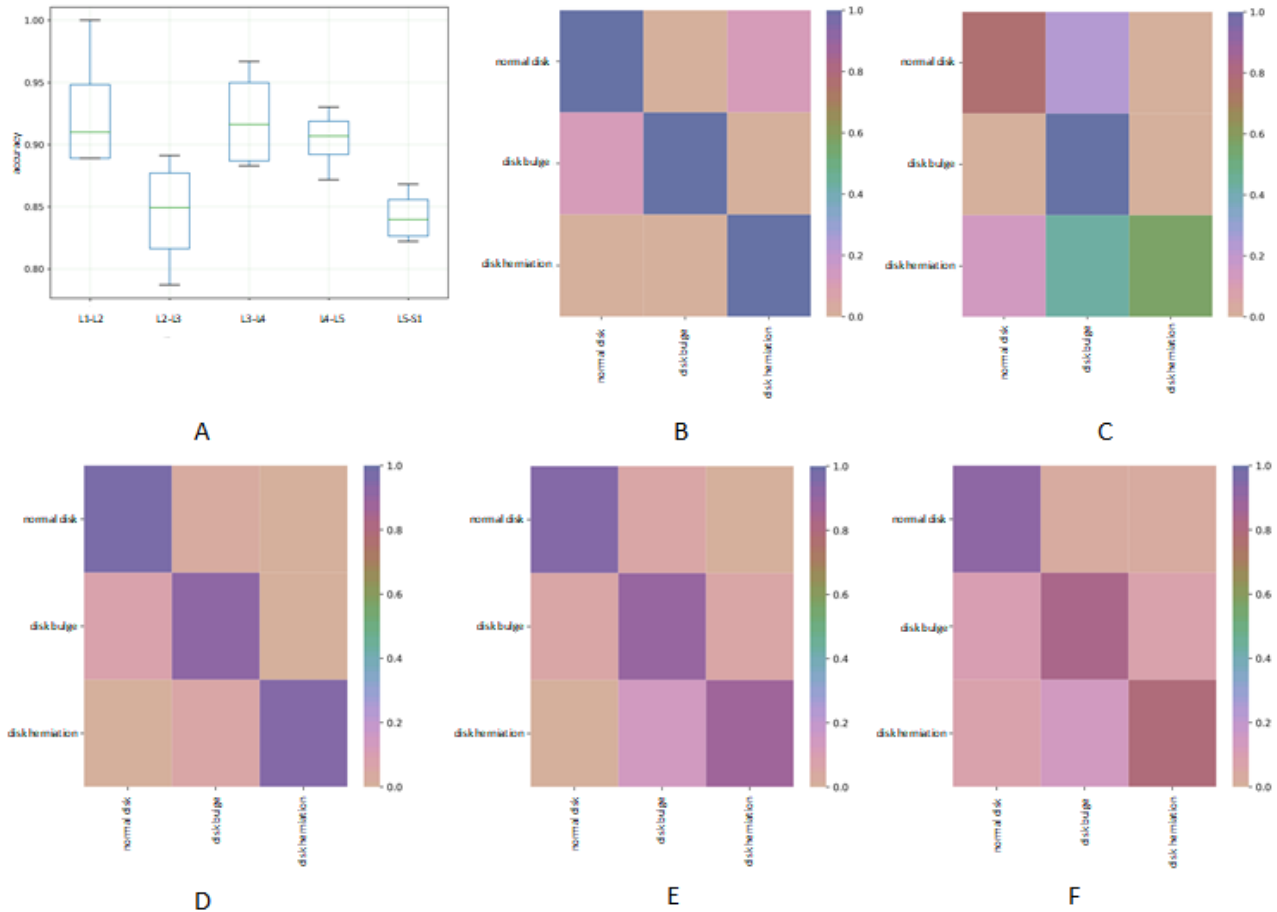 1.00
0.95
0.90
0.85
0.80
accuracy
L1-L2
L2-L3
L3-L4
L4-L5
L5-S1
A
normal disk
disk bulge
disk herniation
normal disk
disk bulge
disk herniation
1.0
0.8
0.6
0.4
0.2
0.0
B
normal disk
disk bulge
disk herniation
normal disk
disk bulge
disk herniation
1.0
0.8
0.6
0.4
0.2
0.0
C
normal disk
disk bulge
disk herniation
normal disk
disk bulge
disk herniation
1.0
0.8
0.6
0.4
0.2
0.0
D
normal disk
disk bulge
disk herniation
normal disk
disk bulge
disk herniation
1.0
0.8
0.6
0.4
0.2
0.0
E
normal disk
disk bulge
disk herniation
normal disk
disk bulge
disk herniation
1.0
0.8
0.6
0.4
0.2
0.0
F